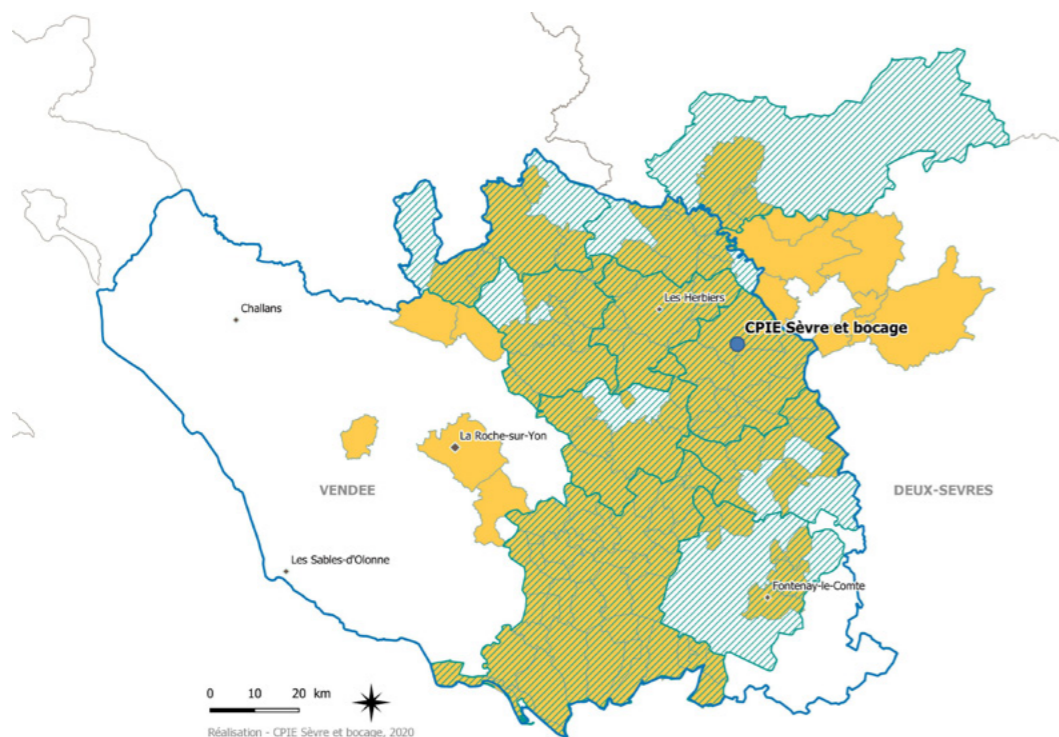 Challans
Les Herbiers
CPIE Sèvre et bocage
La Roche-sur-Yon
VENDEE
DEUX-SEVRES
Les Sables-d'Olonne
Fontenay-le-Comte
0 10 20 km
Réalisation - CPIE Sèvre et bocage, 2020